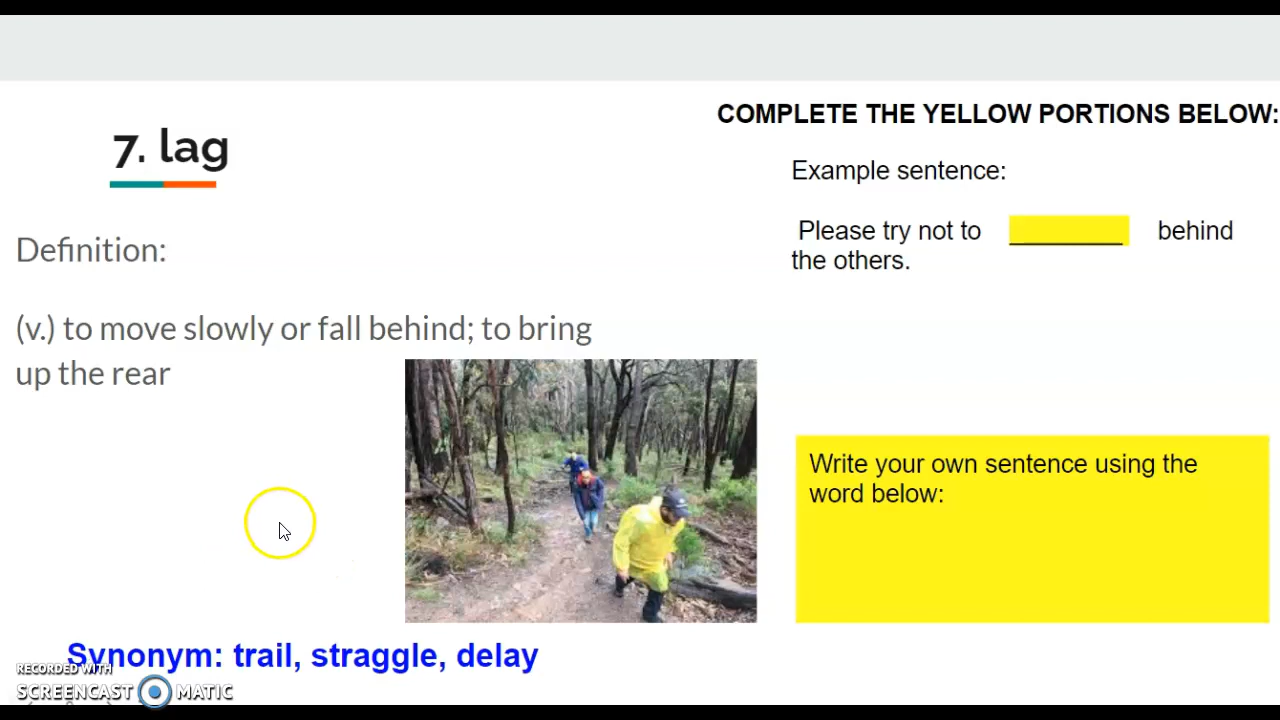 COMPLETE THE YELLOW PORTIONS BELOW:
7. lag
Example sentence:
Please try not to __________ behind
the others.
Definition:
(v.) to move slowly or fall behind; to bring
up the rear
Write your own sentence using the
word below:
Synonym: trail, straggle, delay
RECORDED WITH
SCREENCAST MATIC